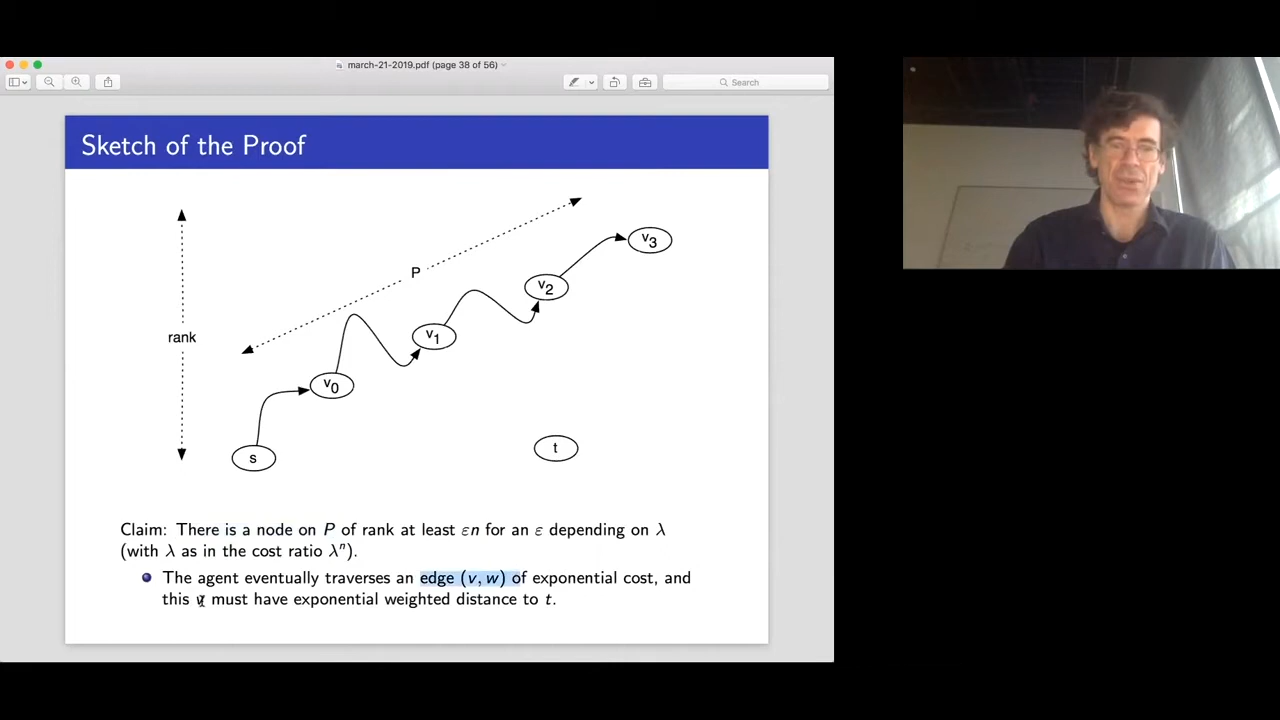 march-21-2019.pdf (page 38 of 56)
Search
Sketch of the Proof
rank
P
v3
v2
v1
v0
s
t
Claim: There is a node on P of rank at least εn for an ε depending on λ
(with λ as in the cost ratio λⁿ).
The agent eventually traverses an edge (v, w) of exponential cost, and
this v must have exponential weighted distance to t.